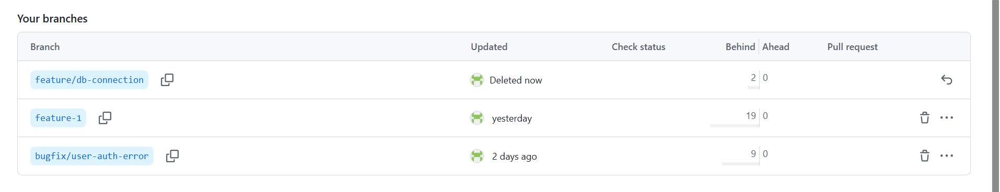 Your branches
Branch Updated Check status Behind Ahead Pull request
feature/db-connection Deleted now 2 0
feature-1 yesterday 19 0
bugfix/user-auth-error 2 days ago 9 0